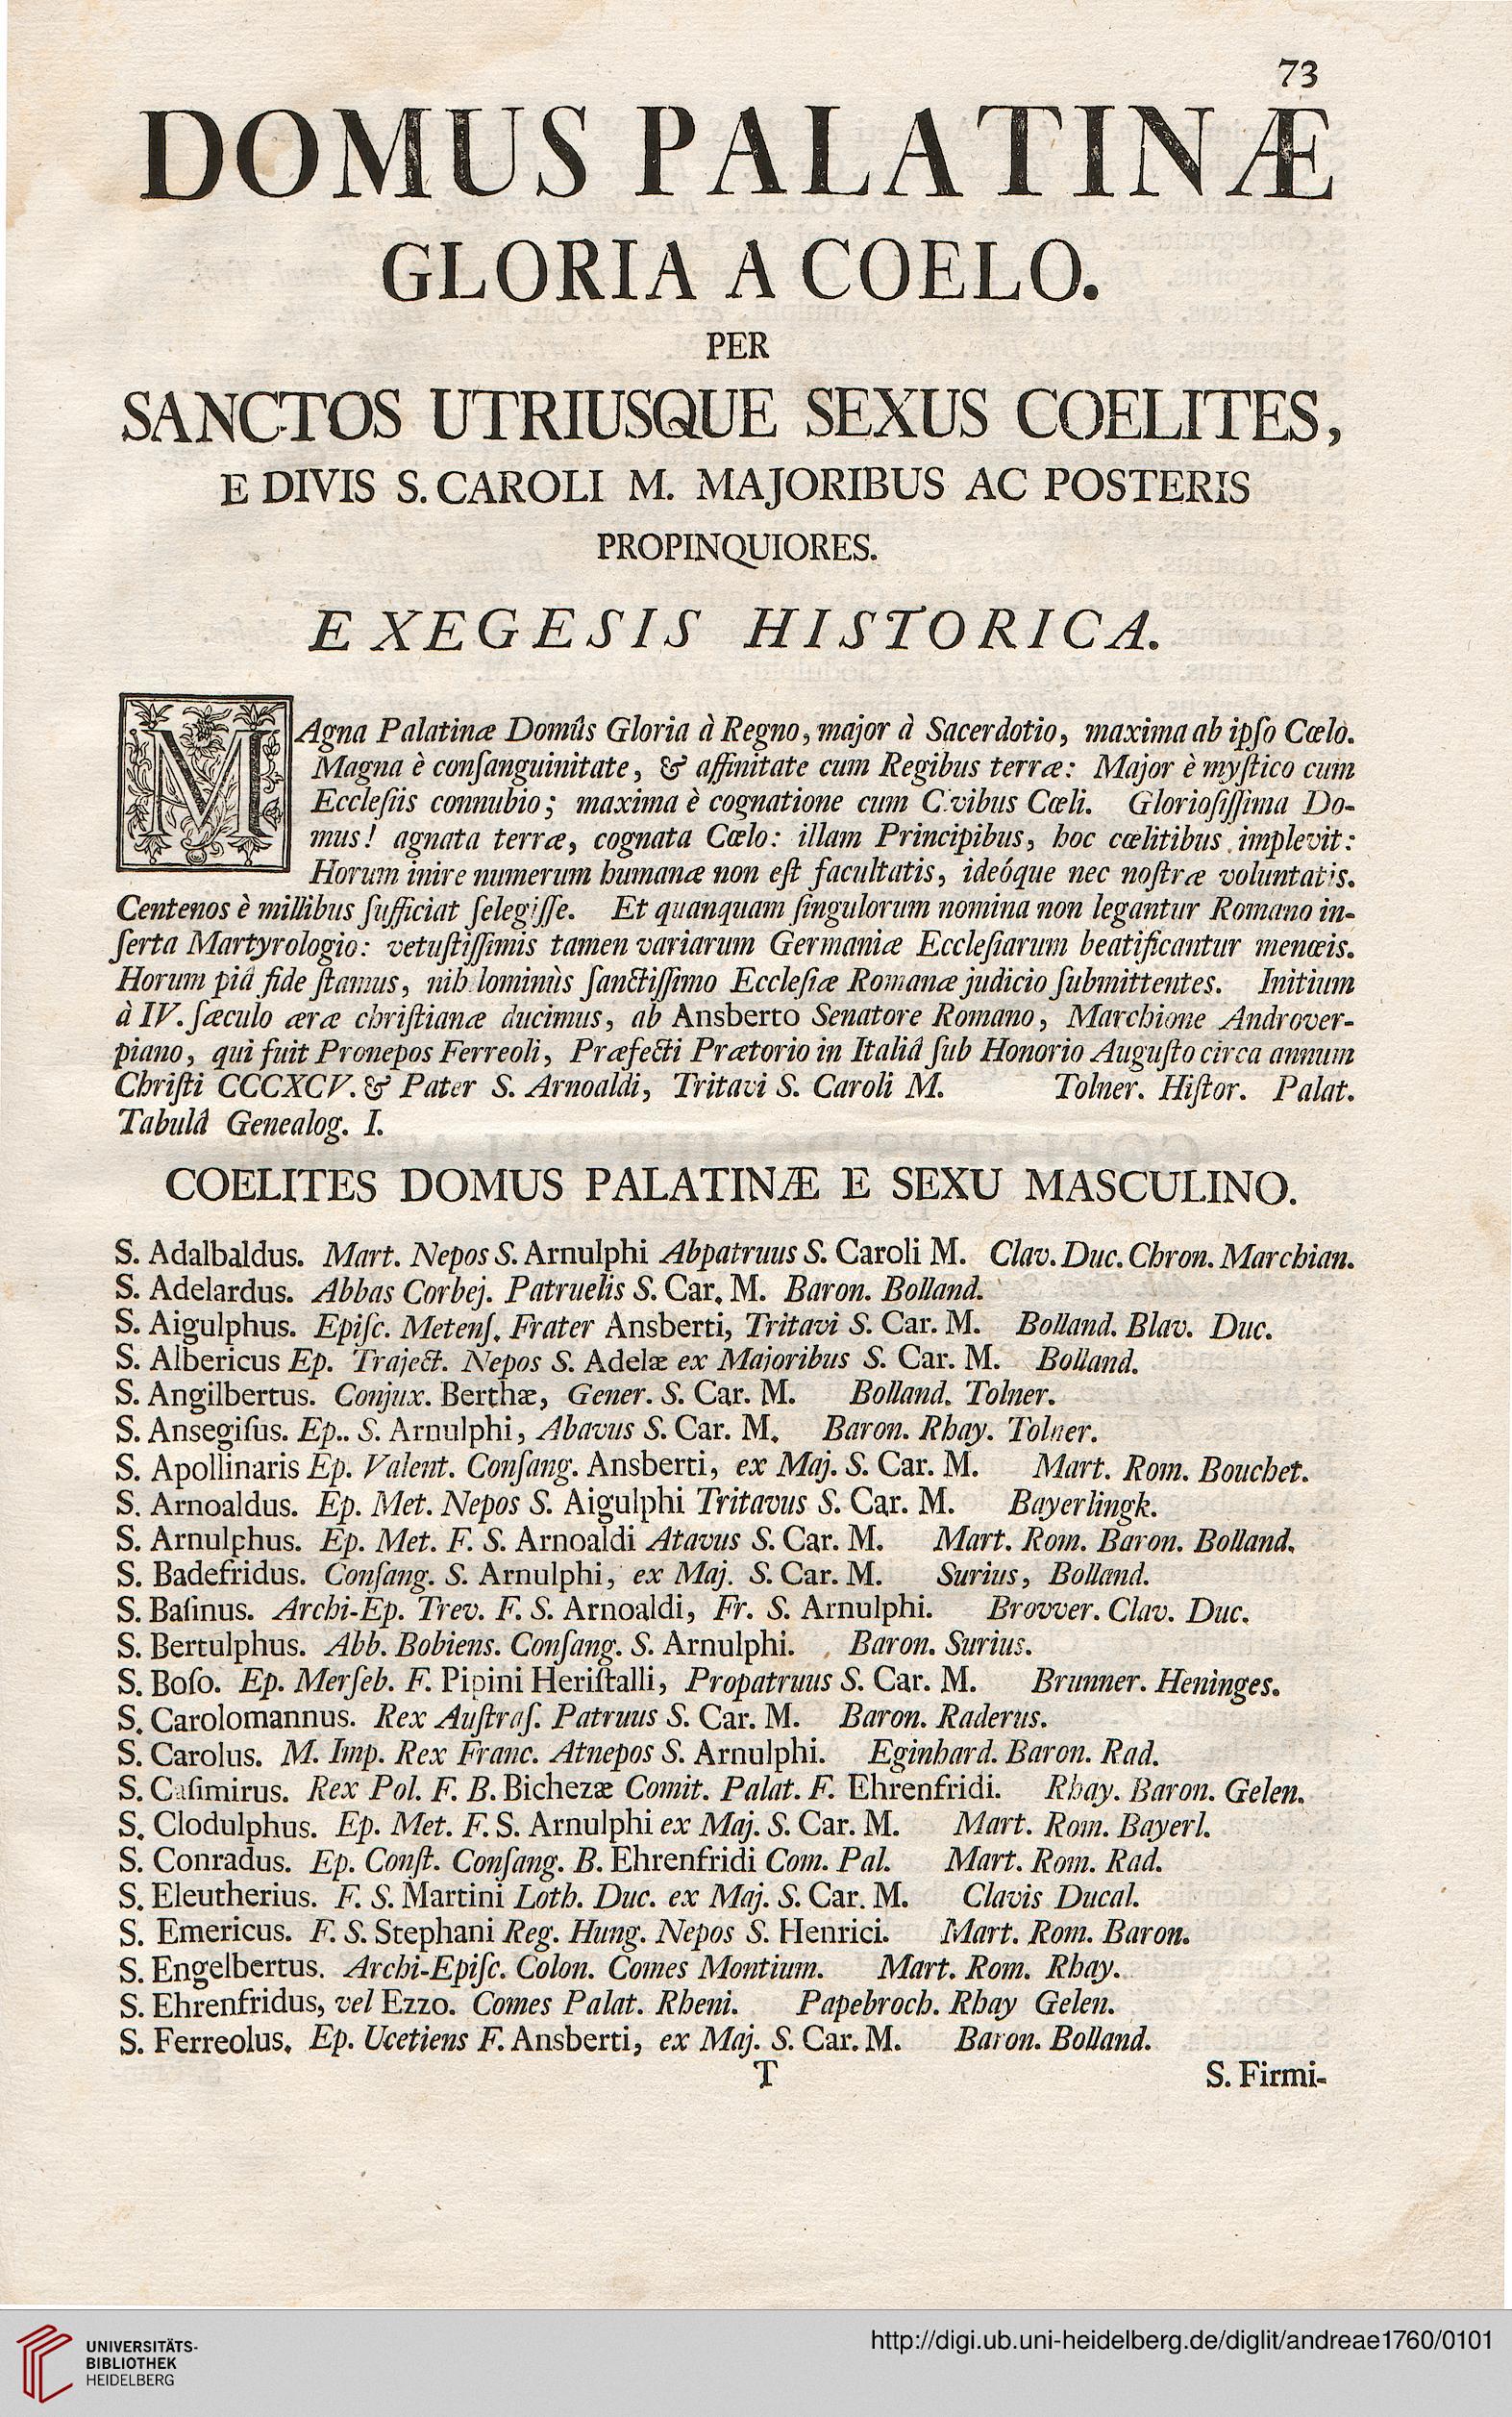 73
DOMUS PALATINÆ
GLORIA A COELO.
PER
SANCTOS UTRIUSQUE SEXUS COELITES,
E DIVIS S. CAROLI M. MAJORIBUS AC POSTERIS
PROPINQUIORES.
EXEGESIS HISTORICA.
MAgna Palatinæ Domûs Gloria à Regno, major à Sacerdotio, maxima ab ipſo Cœlo.
Magna è conſanguinitate, & affinitate cum Regibus terræ: Major è myſtico cum
Eccleſiis connubio; maxima è cognatione cum Civibus Cœli. Glorioſiſſima Do-
mus! agnata terræ, cognata Cœlo: illam Principibus, hoc cœlitibus implevit:
Horum inire numerum humanæ non eſt facultatis, ideóque nec noſtræ voluntatis.
Centenos è millibus ſufficiat ſelegiſſe. Et quanquam ſingulorum nomina non legantur Romano in-
ſerta Martyrologio: vetuſtiſſimis tamen variarum Germaniæ Eccleſiarum beatificantur menœis.
Horum piâ fide ſtamus, nihilominùs ſanctiſſimo Eccleſiæ Romanæ judicio ſubmittentes. Initium
à IV. ſæculo æræ chriſtianæ ducimus, ab Ansberto Senatore Romano, Marchione Androver-
piano, qui fuit Pronepos Ferreoli, Præfecti Prætorio in Italiâ ſub Honorio Auguſto circa annum
Chriſti CCCXCV. & Pater S. Arnoaldi, Tritavi S. Caroli M. Tolner. Hiſtor. Palat.
Tabulâ Genealog. I.
COELITES DOMUS PALATINÆ E SEXU MASCULINO.
S. Adalbaldus. Mart. Nepos S. Arnulphi Abpatruus S. Caroli M. Clav. Duc. Chron. Marchian.
S. Adelardus. Abbas Corbej. Patruelis S. Car. M. Baron. Bolland.
S. Aigulphus. Epiſc. Metenſ. Frater Ansberti, Tritavi S. Car. M. Bolland. Blav. Duc.
S. Albericus Ep. Traject. Nepos S. Adelæ ex Majoribus S. Car. M. Bolland.
S. Angilbertus. Conjux. Berthæ, Gener. S. Car. M. Bolland. Tolner.
S. Ansegiſus. Ep.. S. Arnulphi, Abavus S. Car. M. Baron. Rhay. Tolner.
S. Apollinaris Ep. Valent. Conſang. Ansberti, ex Maj. S. Car. M. Mart. Rom. Bouchet.
S. Arnoaldus. Ep. Met. Nepos S. Aigulphi Tritavus S. Car. M. Bayerlingk.
S. Arnulphus. Ep. Met. F. S. Arnoaldi Atavus S. Car. M. Mart. Rom. Baron. Bolland.
S. Badefridus. Conſang. S. Arnulphi, ex Maj. S. Car. M. Surius, Bolland.
S. Baſinus. Archi-Ep. Trev. F. S. Arnoaldi, Fr. S. Arnulphi. Brovver. Clav. Duc.
S. Bertulphus. Abb. Bobiens. Conſang. S. Arnulphi. Baron. Surius.
S. Boſo. Ep. Merſeb. F. Pipini Heriſtalli, Propatruus S. Car. M. Brunner. Heninges.
S. Carolomannus. Rex Auſtraſ. Patruus S. Car. M. Baron. Raderus.
S. Carolus. M. Imp. Rex Franc. Atnepos S. Arnulphi. Eginhard. Baron. Rad.
S. Caſimirus. Rex Pol. F. B. Bichezæ Comit. Palat. F. Ehrenfridi. Rhay. Baron. Gelen.
S. Clodulphus. Ep. Met. F. S. Arnulphi ex Maj. S. Car. M. Mart. Rom. Bayerl.
S. Conradus. Ep. Conſt. Conſang. B. Ehrenfridi Com. Pal. Mart. Rom. Rad.
S. Eleutherius. F. S. Martini Loth. Duc. ex Maj. S. Car. M. Clavis Ducal.
S. Emericus. F. S. Stephani Reg. Hung. Nepos S. Henrici. Mart. Rom. Baron.
S. Engelbertus. Archi-Epiſc. Colon. Comes Montium. Mart. Rom. Rhay.
S. Ehrenfridus, vel Ezzo. Comes Palat. Rheni. Papebroch. Rhay Gelen.
S. Ferreolus. Ep. Ucetiens F. Ansberti, ex Maj. S. Car. M. Baron. Bolland.
T S. Firmi-
UNIVERSITÄTS-
BIBLIOTHEK
HEIDELBERG
http://digi.ub.uni-heidelberg.de/diglit/andreae1760/0101